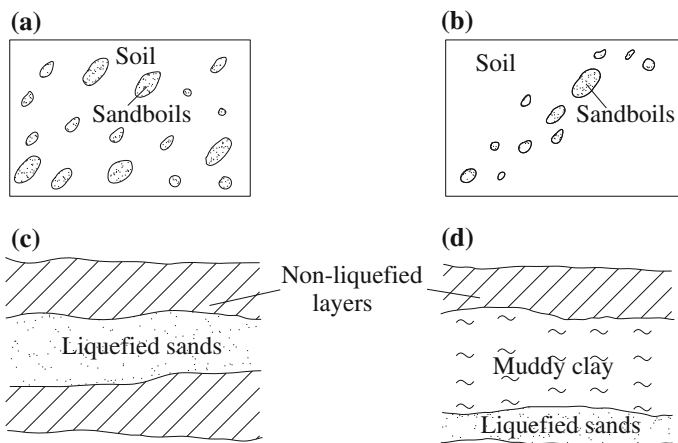 (a)
Soil
Sandboils
(b)
Soil
Sandboils
(c)
Non-liquefied
layers
Liquefied sands
(d)
Muddy clay
Liquefied sands